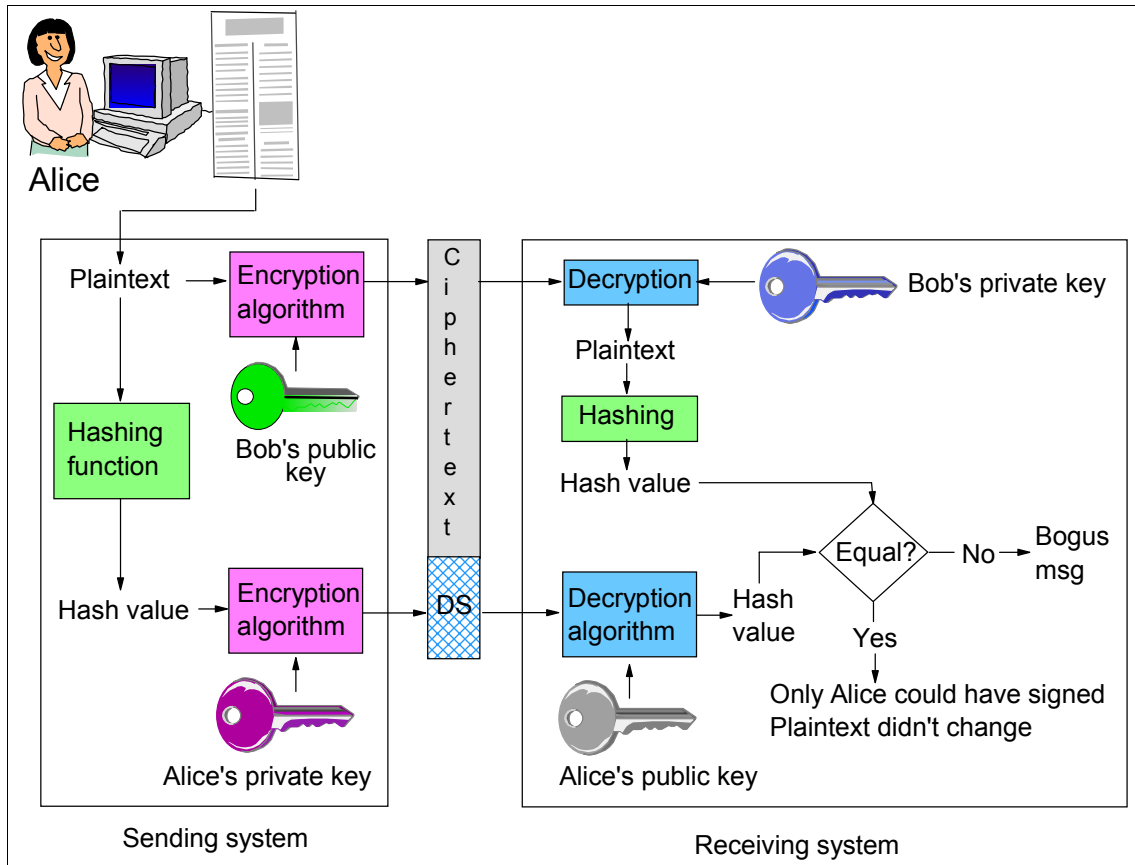 Alice
Plaintext
Encryption
algorithm
Bob's public
key
Hashing
function
Hash value
Encryption
algorithm
Alice's private key
Sending system
Ciphertext
DS
Decryption
Bob's private key
Plaintext
Hashing
Hash value
Decryption
algorithm
Alice's public key
Hash
value
Equal?
No
Bogus
msg
Yes
Only Alice could have signed
Plaintext didn't change
Receiving system